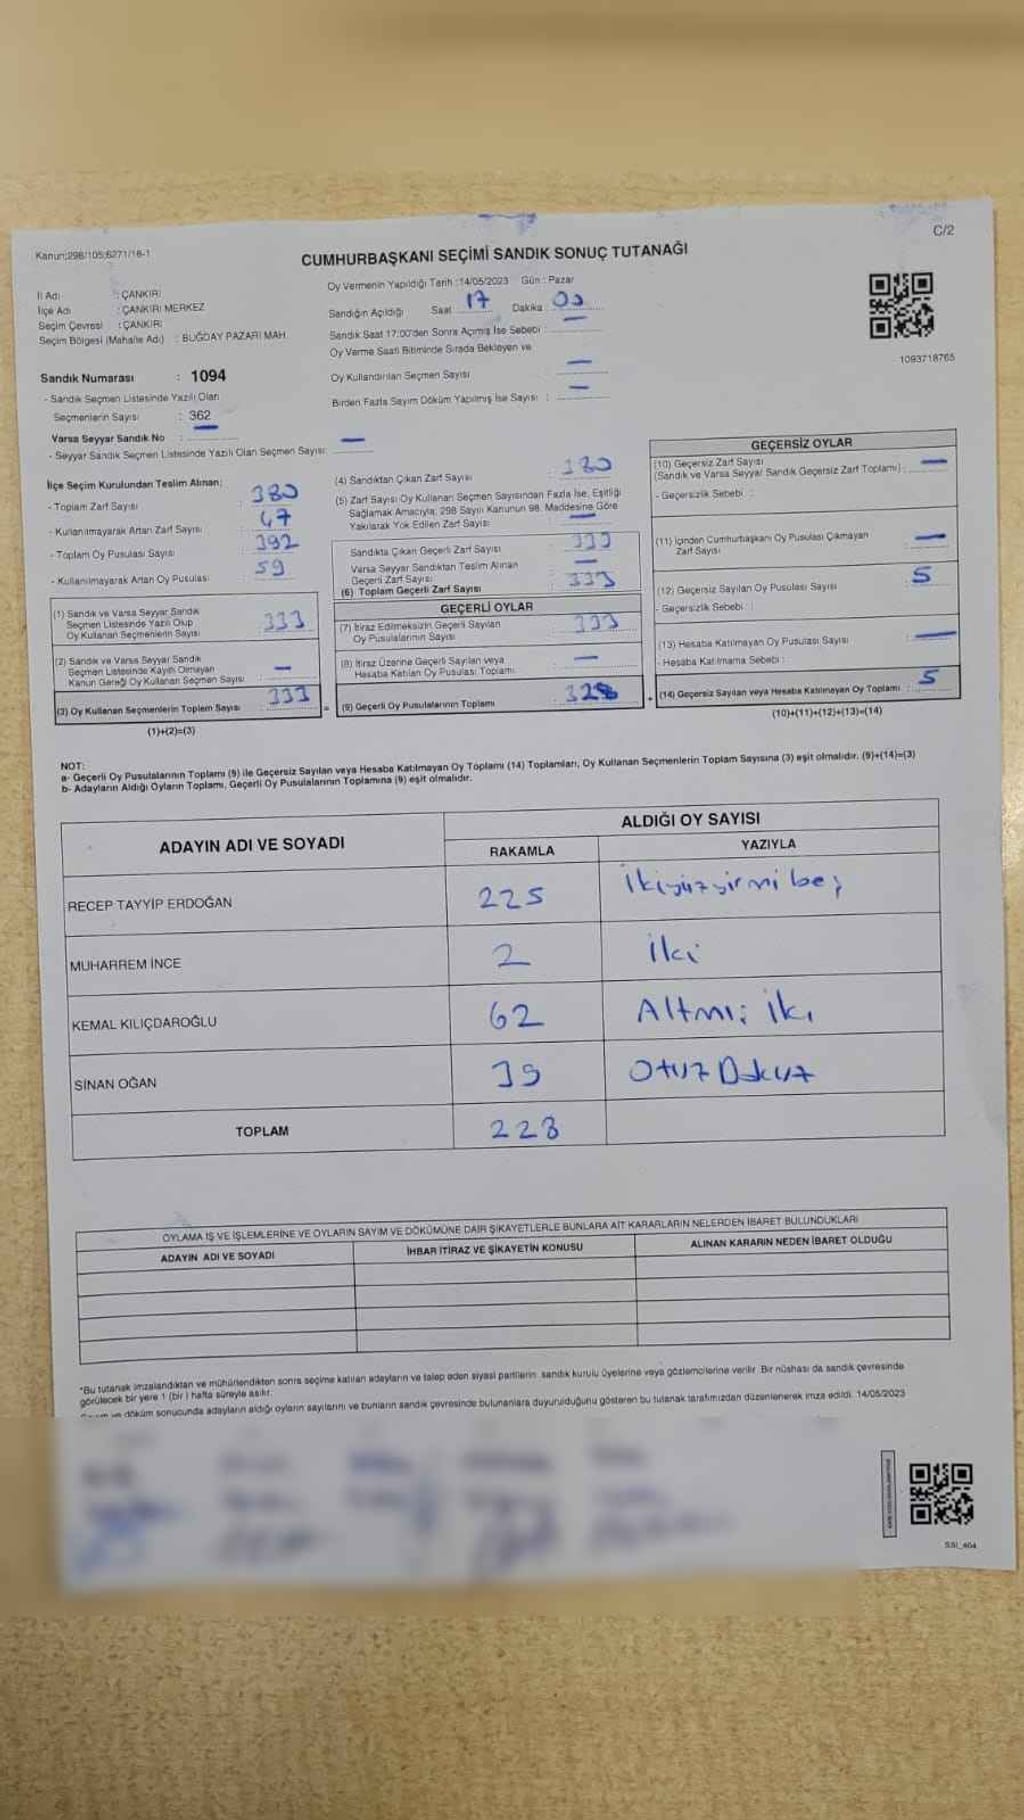 C/2
Kanun;298/105;6271/18-1
CUMHURBAŞKANI SEÇİMİ SANDIK SONUÇ TUTANAĞI
İl Adı : ÇANKIRI
İlçe Adı : ÇANKIRI MERKEZ
Seçim Çevresi : ÇANKIRI
Seçim Bölgesi (Mahalle Adı) : BUĞDAY PAZARI MAH.
Sandık Numarası : 1094
- Sandık Seçmen Listesinde Yazılı Olan
Seçmenlerin Sayısı : 362
Varsa Seyyar Sandık No : —
- Seyyar Sandık Seçmen Listesinde Yazılı Olan Seçmen Sayısı: —
Oy Vermenin Yapıldığı Tarih :14/05/2023 Gün : Pazar
Sandığın Açıldığı Saat 17 Dakika 00
Sandık Saat 17:00'den Sonra Açılmış İse Sebebi : —
Oy Verme Saati Bitiminde Sırada Bekleyen ve
Oy Kullandırılan Seçmen Sayısı : —
Birden Fazla Sayım Döküm Yapılmış İse Sayısı : —
1093718765
İlçe Seçim Kurulundan Teslim Alınan;
- Toplam Zarf Sayısı : 380
- Kullanılmayarak Artan Zarf Sayısı : 47
- Toplam Oy Pusulası Sayısı : 392
- Kullanılmayarak Artan Oy Pusulası : 59
(1) Sandık ve Varsa Seyyar Sandık
Seçmen Listesinde Yazılı Olup
Oy Kullanan Seçmenlerin Sayısı : 333
(2) Sandık ve Varsa Seyyar Sandık
Seçmen Listesinde Kayıtlı Olmayan
Kanun Gereği Oy Kullanan Seçmen Sayısı : —
(3) Oy Kullanan Seçmenlerin Toplam Sayısı : 333
(1)+(2)=(3)
(4) Sandıktan Çıkan Zarf Sayısı :
(5) Zarf Sayısı Oy Kullanan Seçmen Sayısından Fazla İse, Eşitliği
Sağlamak Amacıyla; 298 Sayılı Kanunun 98. Maddesine Göre
Yakılarak Yok Edilen Zarf Sayısı : —
Sandıkta Çıkan Geçerli Zarf Sayısı : 333
Varsa Seyyar Sandıktan Teslim Alınan
Geçerli Zarf Sayısı : —
(6) Toplam Geçerli Zarf Sayısı : 333
GEÇERLİ OYLAR
(7) İtiraz Edilmeksizin Geçerli Sayılan
Oy Pusulalarının Sayısı : 333
(8) İtiraz Üzerine Geçerli Sayılan veya
Hesaba Katılan Oy Pusulası Toplamı : —
(9) Geçerli Oy Pusulalarının Toplamı : 328
GEÇERSİZ OYLAR
(10) Geçersiz Zarf Sayısı
(Sandık ve Varsa Seyyar Sandık Geçersiz Zarf Toplamı) : —
- Geçersizlik Sebebi :
(11) İçinden Cumhurbaşkanı Oy Pusulası Çıkmayan
Zarf Sayısı : —
(12) Geçersiz Sayılan Oy Pusulası Sayısı : 5
- Geçersizlik Sebebi :
(13) Hesaba Katılmayan Oy Pusulası Sayısı : —
- Hesaba Katılmama Sebebi :
(14) Geçersiz Sayılan veya Hesaba Katılmayan Oy Toplamı : 5
(10)+(11)+(12)+(13)=(14)
NOT:
a- Geçerli Oy Pusulalarının Toplamı (9) ile Geçersiz Sayılan veya Hesaba Katılmayan Oy Toplamı (14) Toplamları, Oy Kullanan Seçmenlerin Toplam Sayısına (3) eşit olmalıdır. (9)+(14)=(3)
b- Adayların Aldığı Oyların Toplamı, Geçerli Oy Pusulalarının Toplamına (9) eşit olmalıdır.
ADAYIN ADI VE SOYADI
ALDIĞI OY SAYISI
RAKAMLA YAZIYLA
RECEP TAYYİP ERDOĞAN 225 İkiyüzyirmi beş
MUHARREM İNCE 2 İki
KEMAL KILIÇDAROĞLU 62 Altmış İki
SİNAN OĞAN 39 Otuz Dokuz
TOPLAM 228
OYLAMA İŞ VE İŞLEMLERİNE VE OYLARIN SAYIM VE DÖKÜMÜNE DAİR ŞİKAYETLERLE BUNLARA AİT KARARLARIN NELERDEN İBARET BULUNDUKLARI
ADAYIN ADI VE SOYADI İHBAR İTİRAZ VE ŞİKAYETİN KONUSU ALINAN KARARIN NEDEN İBARET OLDUĞU
*Bu tutanak imzalandıktan ve mühürlendikten sonra seçime katılan adayların ve talep eden siyasi partilerin sandık kurulu üyelerine veya gözlemcilerine verilir. Bir nüshası da sandık çevresinde
görülecek bir yere 1 (bir ) hafta süreyle asılır.
ve döküm sonucunda adayların aldığı oyların sayılarını ve bunların sandık çevresinde bulunanlara duyurulduğunu gösteren bu tutanak tarafımızdan düzenlenerek imza edildi. 14/05/2023
SSI_404